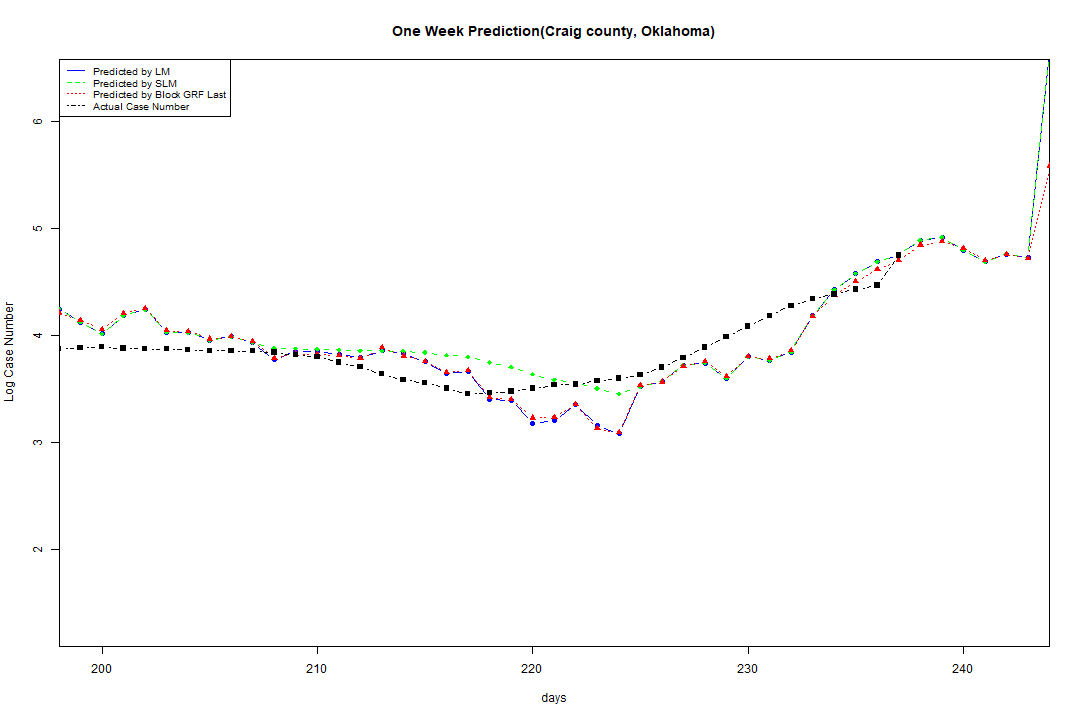 One Week Prediction(Craig county, Oklahoma)
Predicted by LM
Predicted by SLM
Predicted by Block GRF Last
Actual Case Number
6
5
4
3
2
Log Case Number
200 210 220 230 240
days